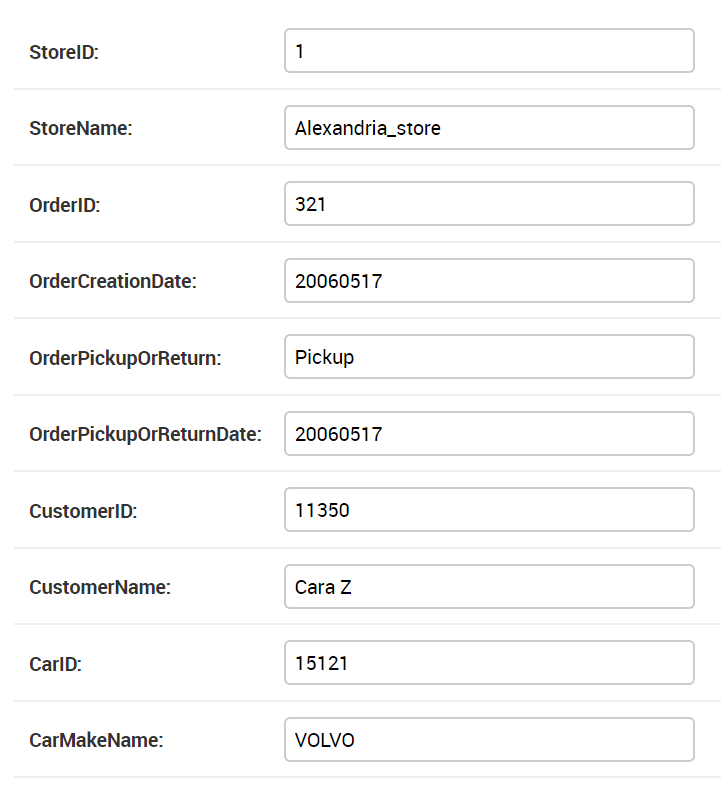 StoreID: 1
StoreName: Alexandria_store
OrderID: 321
OrderCreationDate: 20060517
OrderPickupOrReturn: Pickup
OrderPickupOrReturnDate: 20060517
CustomerID: 11350
CustomerName: Cara Z
CarID: 15121
CarMakeName: VOLVO